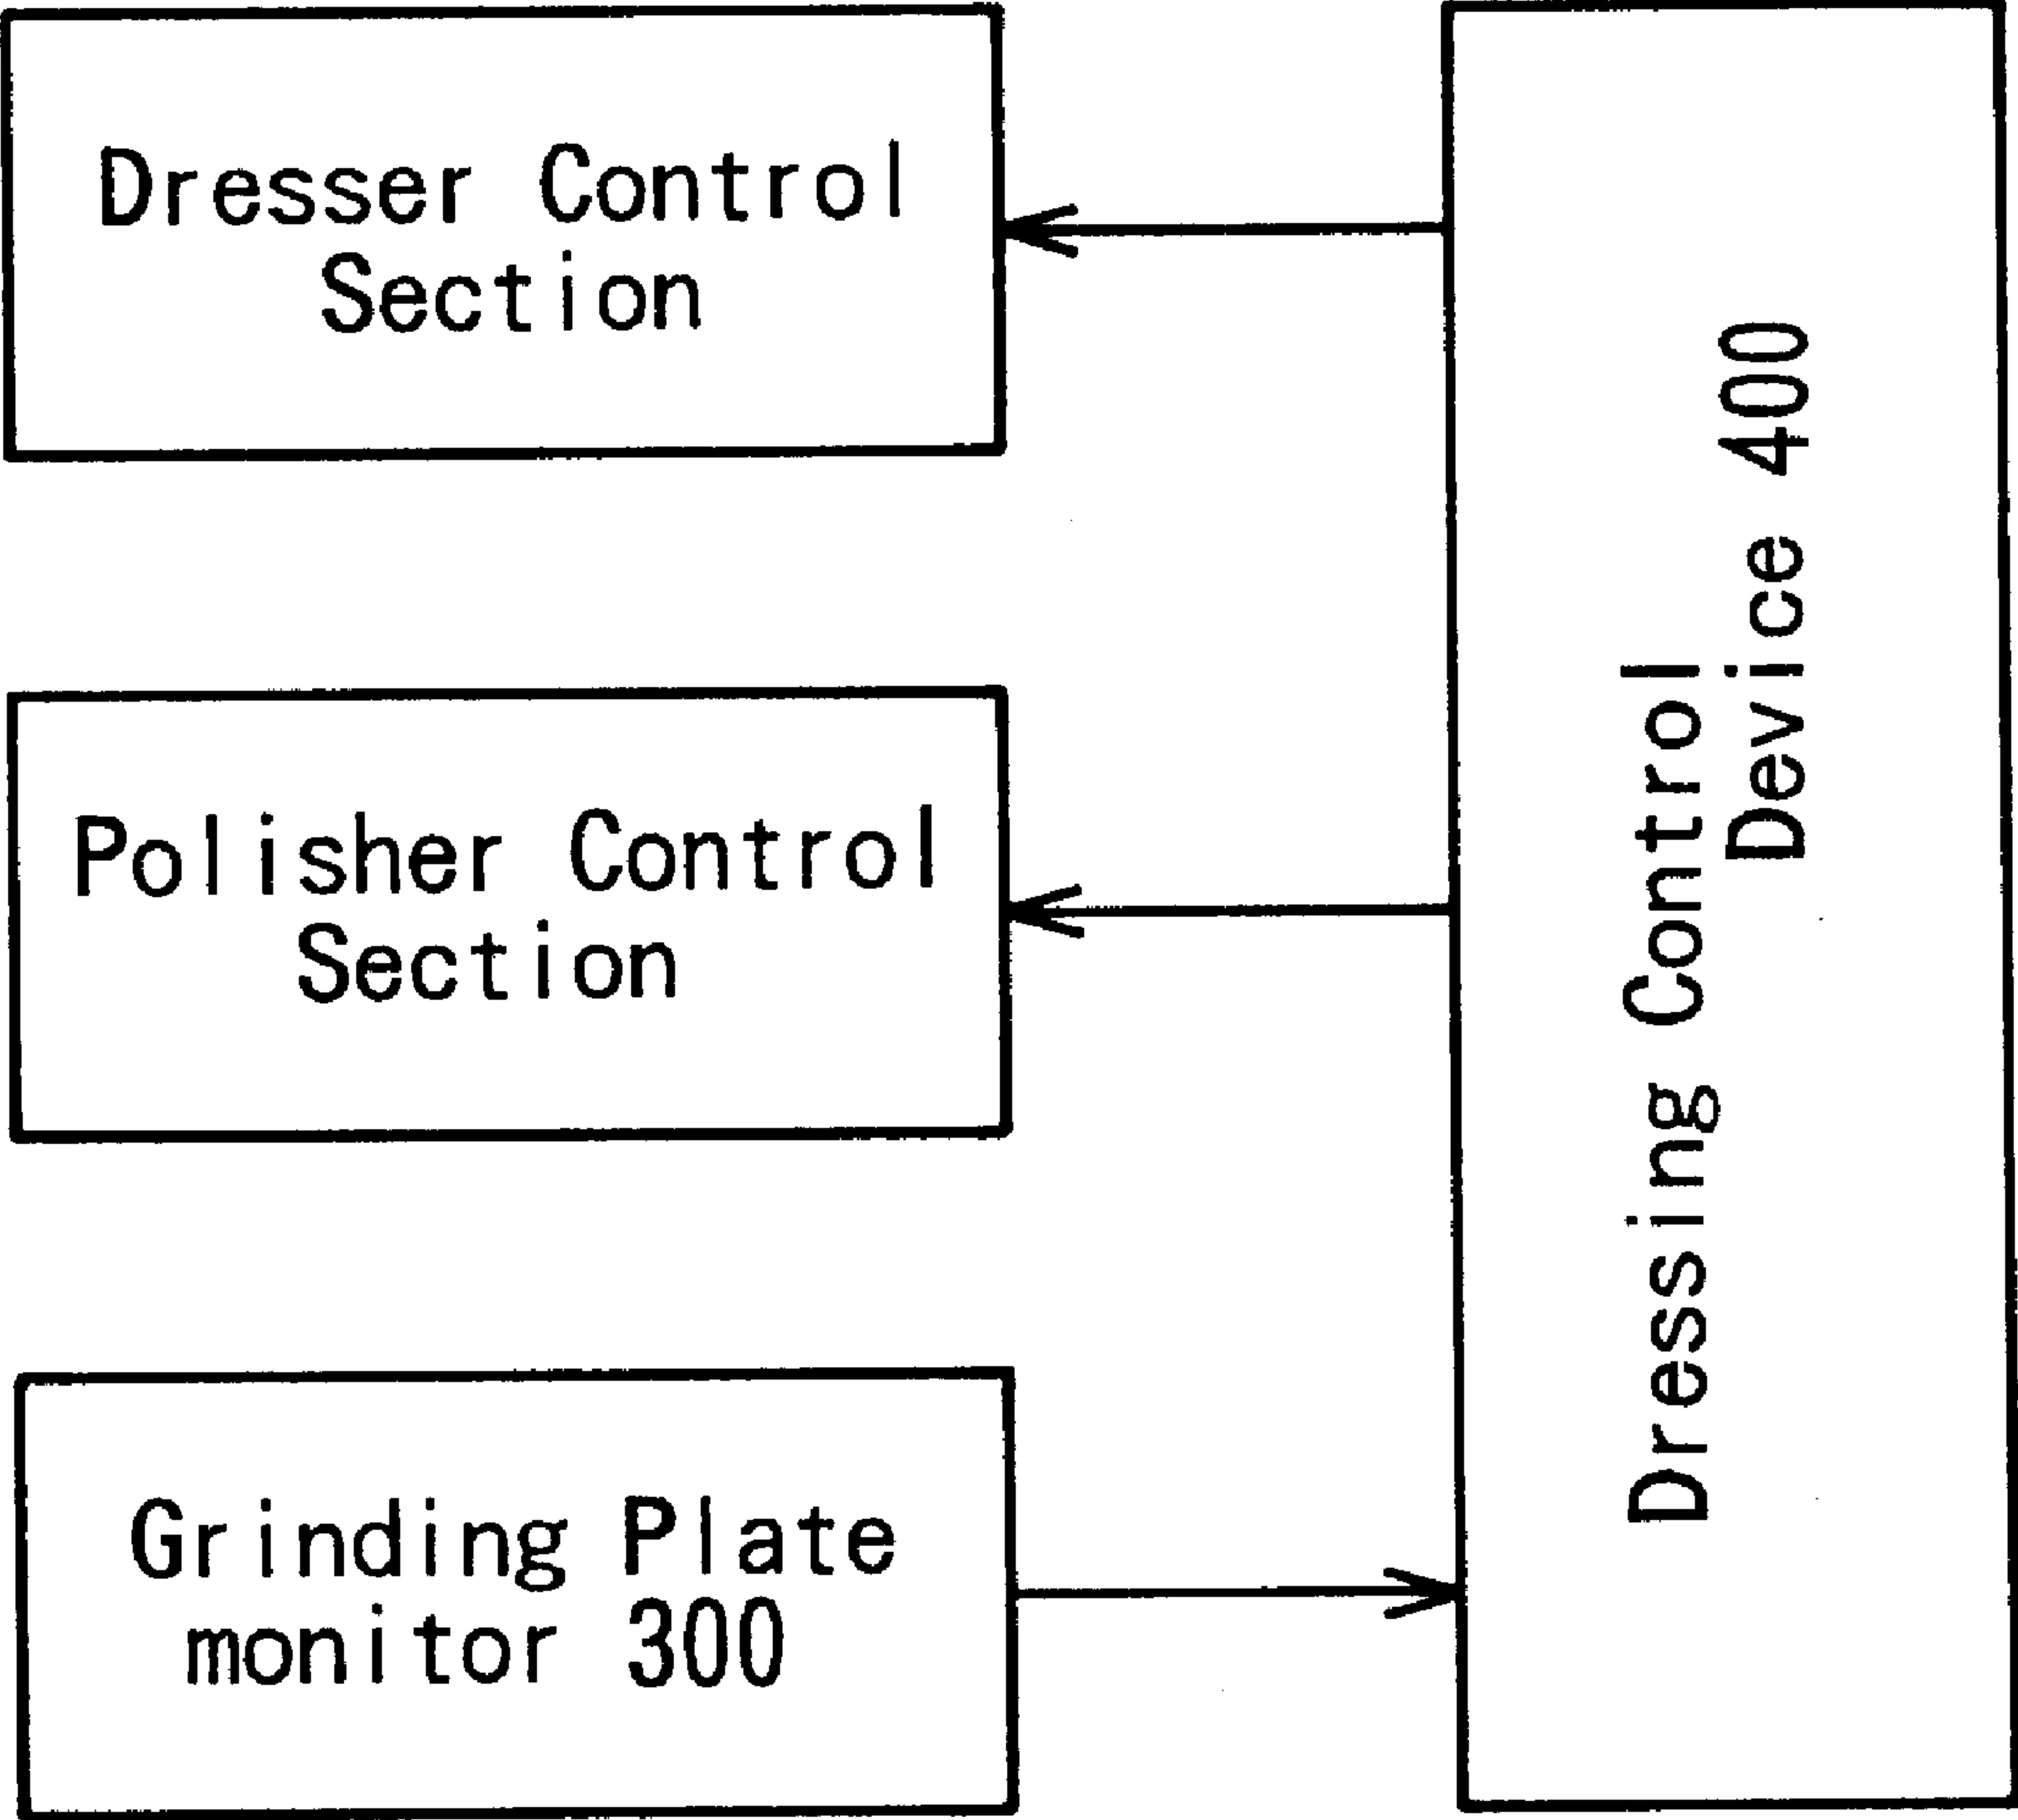 Dresser Control
Section
Polisher Control
Section
Grinding Plate
monitor 300
Dressing Control
Device 400